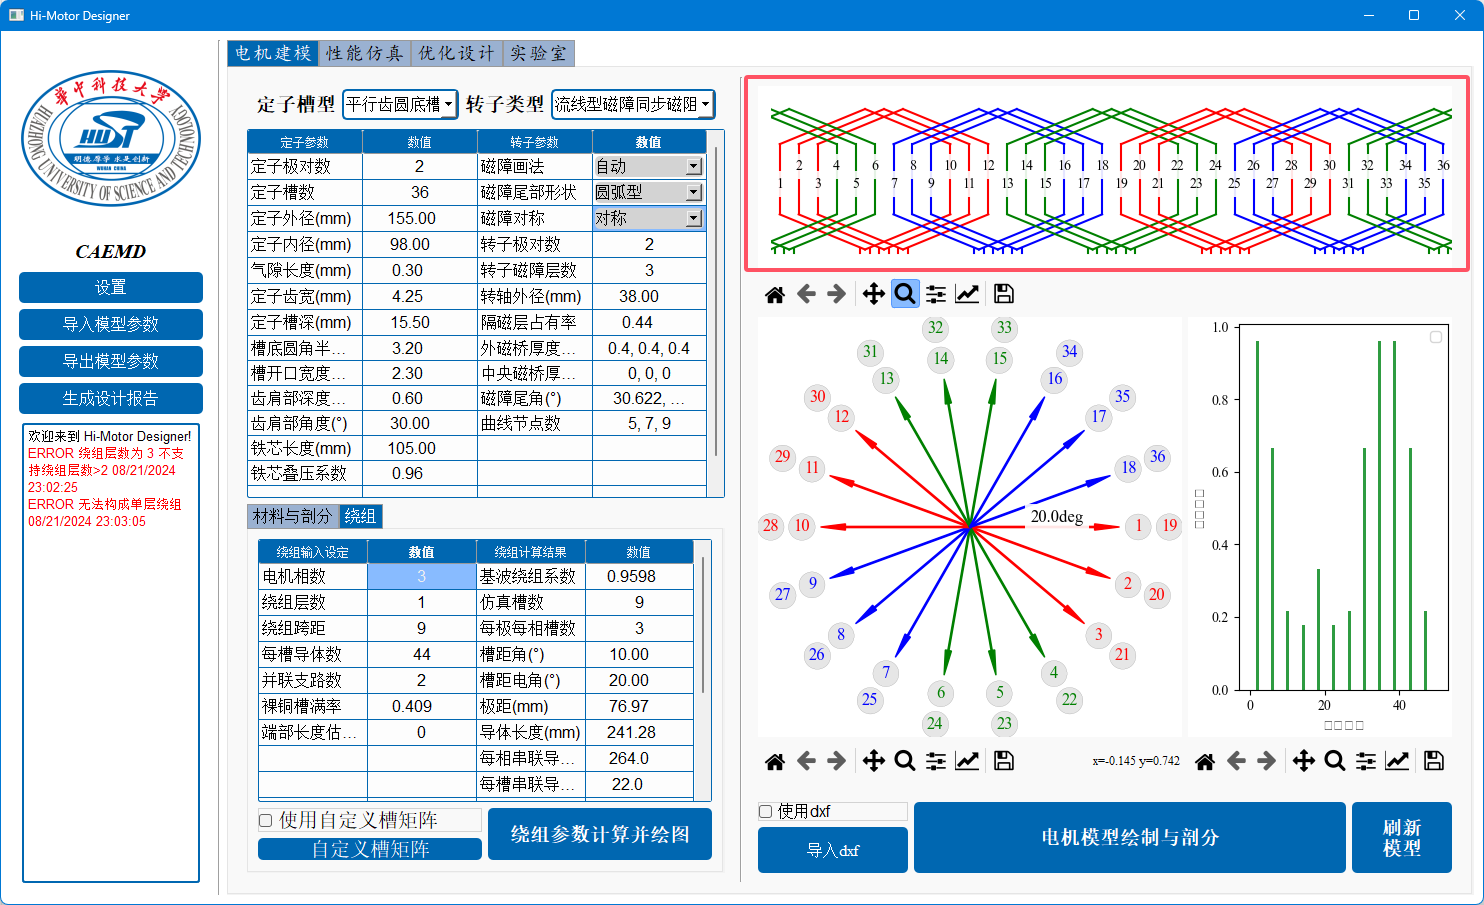 Hi-Motor Designer
华中科技大学
HUAZHONG UNIVERSITY OF SCIENCE AND TECHNOLOGY
HUST
明德 厚学 求是 创新
WUHAN CHINA
CAEMD
设置
导入模型参数
导出模型参数
生成设计报告
欢迎来到 Hi-Motor Designer!
ERROR 绕组层数为 3 不支
持绕组层数>2 08/21/2024
23:02:25
ERROR 无法构成单层绕组
08/21/2024 23:03:05
电机建模 性能仿真 优化设计 实验室
定子槽型 平行齿圆底槽 转子类型 流线型磁障同步磁阻
定子参数 数值 转子参数 数值
定子极对数 2 磁障画法 自动
定子槽数 36 磁障尾部形状 圆弧型
定子外径(mm) 155.00 磁障对称 对称
定子内径(mm) 98.00 转子极对数 2
气隙长度(mm) 0.30 转子磁障层数 3
定子齿宽(mm) 4.25 转轴外径(mm) 38.00
定子槽深(mm) 15.50 隔磁层占有率 0.44
槽底圆角半… 3.20 外磁桥厚度… 0.4, 0.4, 0.4
槽开口宽度… 2.30 中央磁桥厚… 0, 0, 0
齿肩部深度… 0.60 磁障尾角(°) 30.622, …
齿肩部角度(°) 30.00 曲线节点数 5, 7, 9
铁芯长度(mm) 105.00
铁芯叠压系数 0.96
材料与剖分 绕组
绕组输入设定 数值 绕组计算结果 数值
电机相数 3 基波绕组系数 0.9598
绕组层数 1 仿真槽数 9
绕组跨距 9 每极每相槽数 3
每槽导体数 44 槽距角(°) 10.00
并联支路数 2 槽距电角(°) 20.00
裸铜槽满率 0.409 极距(mm) 76.97
端部长度估… 0 导体长度(mm) 241.28
每相串联导… 264.0
每槽串联导… 22.0
使用自定义槽矩阵
自定义槽矩阵
绕组参数计算并绘图
2 4 6 8 10 12 14 16 18 20 22 24 26 28 30 32 34 36
1 3 5 7 9 11 13 15 17 19 21 23 25 27 29 31 33 35
32 33
31 14 15 34
13 16
30 12 17 35
29 11 18 36
28 10 20.0deg 1 19
27 9 2 20
8 3
26 21
7 4
25 6 5 22
24 23
1.0
0.8
0.6
0.4
0.2
0.0
0 20 40
x=-0.145 y=0.742
使用dxf
导入dxf
电机模型绘制与剖分
刷新
模型